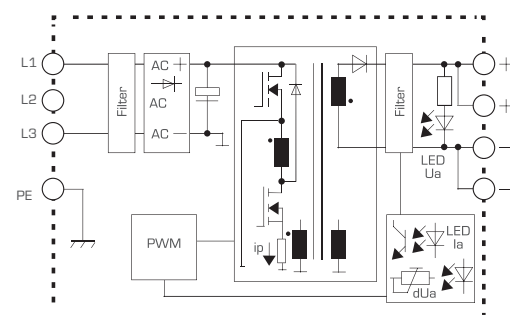 L1
L2
L3
PE
Filter
AC +
AC
AC −
PWM
ip
Filter
LED
Ua
LED
Ia
dUa
+
+
−
−